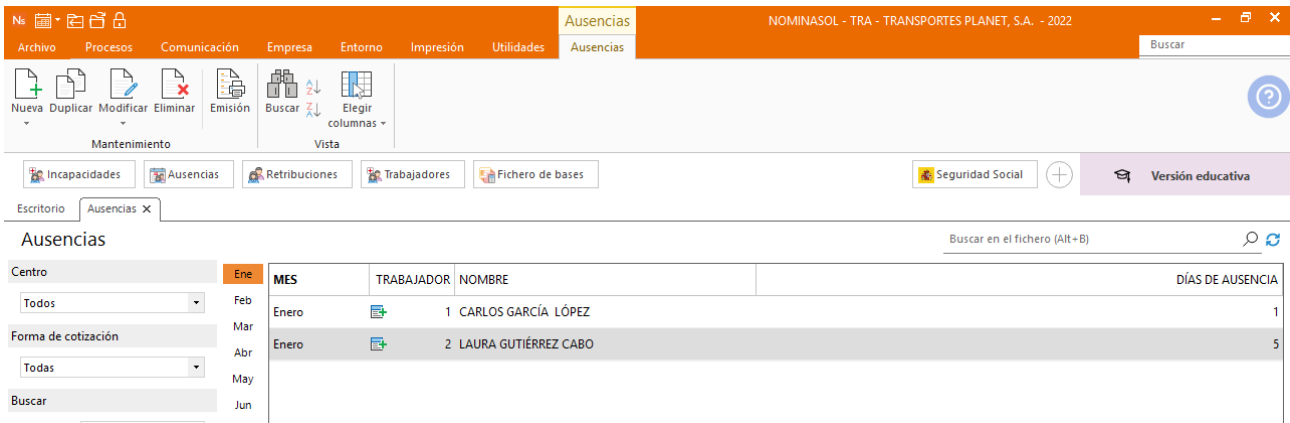 Ns Ausencias NOMINASOL - TRA - TRANSPORTES PLANET, S.A. - 2022
Archivo Procesos Comunicación Empresa Entorno Impresión Utilidades Ausencias Buscar
Nueva Duplicar Modificar Eliminar Emisión Buscar Elegir columnas
Mantenimiento Vista
Incapacidades Ausencias Retribuciones Trabajadores Fichero de bases Seguridad Social Versión educativa
Escritorio Ausencias
Ausencias Buscar en el fichero (Alt+B)
Centro Ene MES TRABAJADOR NOMBRE DÍAS DE AUSENCIA
Todos Feb Enero 1 CARLOS GARCÍA LÓPEZ 1
Forma de cotización Mar
Abr Enero 2 LAURA GUTIÉRREZ CABO 5
Todas May
Buscar Jun